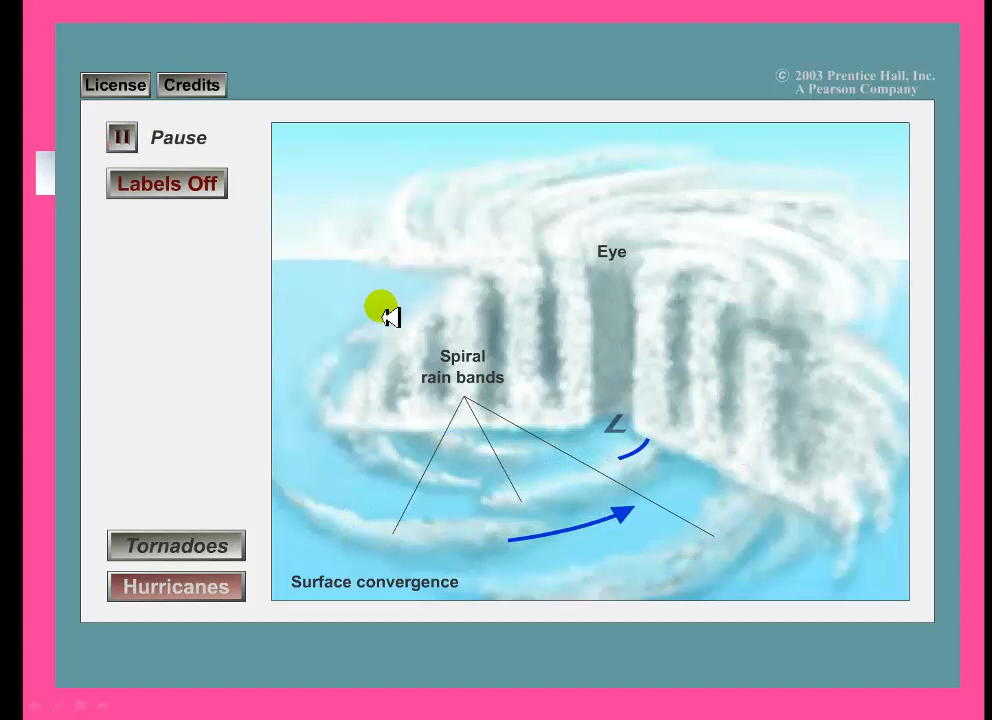 License Credits
© 2003 Prentice Hall, Inc.
A Pearson Company
Pause
Labels Off
Eye
Spiral
rain bands
L
Surface convergence
Tornadoes
Hurricanes